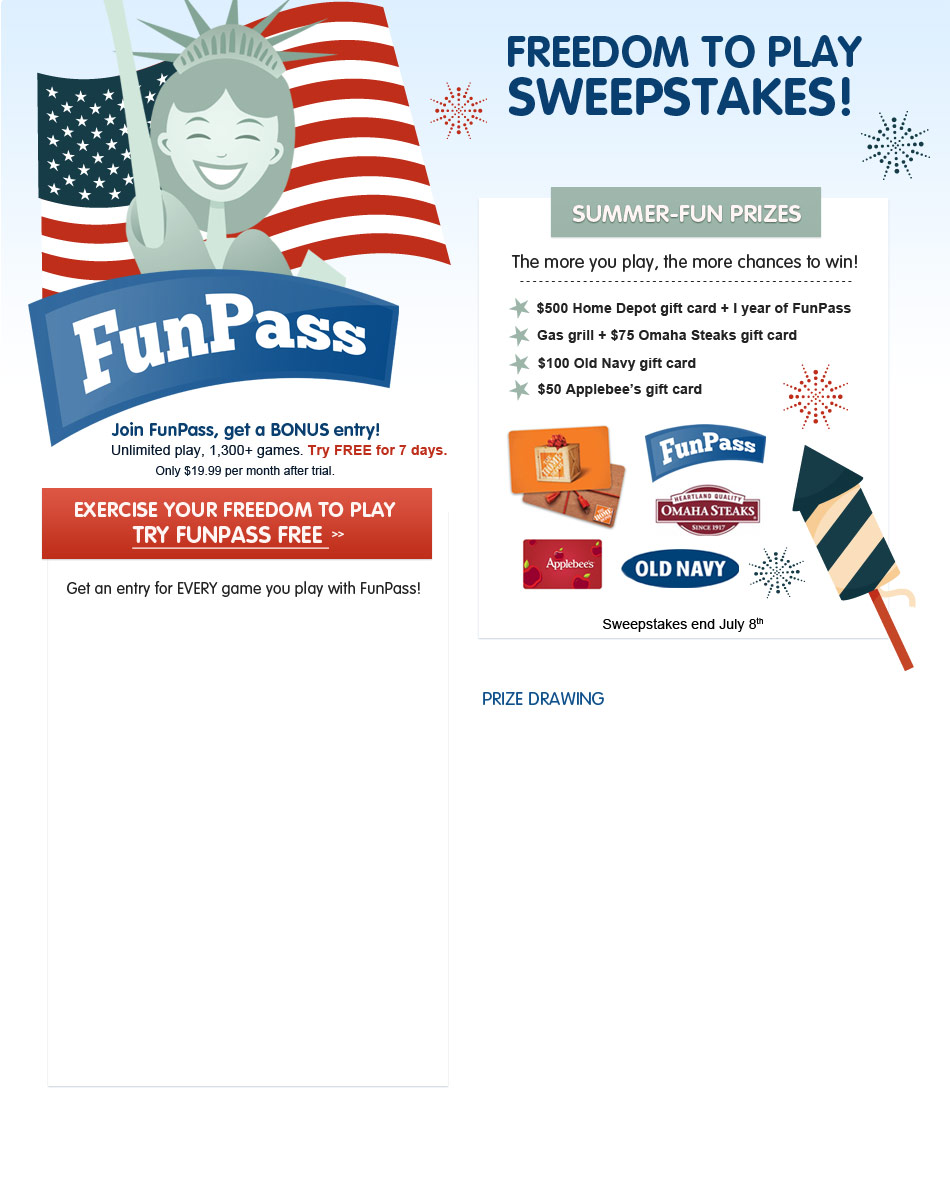 FREEDOM TO PLAY
SWEEPSTAKES!
FunPass
Join FunPass, get a BONUS entry!
Unlimited play, 1,300+ games. Try FREE for 7 days.
Only $19.99 per month after trial.
EXERCISE YOUR FREEDOM TO PLAY
TRY FUNPASS FREE >>
Get an entry for EVERY game you play with FunPass!
SUMMER-FUN PRIZES
The more you play, the more chances to win!
$500 Home Depot gift card + I year of FunPass
Gas grill + $75 Omaha Steaks gift card
$100 Old Navy gift card
$50 Applebee's gift card
FunPass
HEARTLAND QUALITY
OMAHA STEAKS
SINCE 1917
Applebee's
OLD NAVY
Sweepstakes end July 8th
PRIZE DRAWING